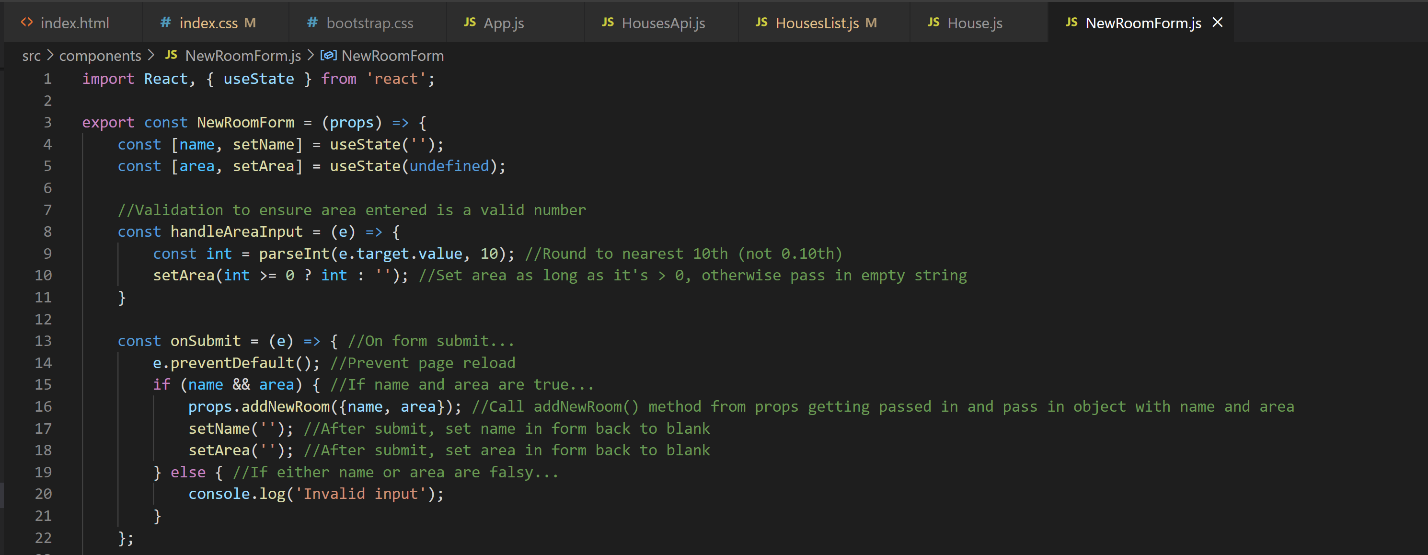 <> index.html # index.css M # bootstrap.css JS App.js JS HousesApi.js JS HousesList.js M JS House.js JS NewRoomForm.js ×
src > components > JS NewRoomForm.js > NewRoomForm
1 import React, { useState } from 'react';
2
3 export const NewRoomForm = (props) => {
4 const [name, setName] = useState('');
5 const [area, setArea] = useState(undefined);
6
7 //Validation to ensure area entered is a valid number
8 const handleAreaInput = (e) => {
9 const int = parseInt(e.target.value, 10); //Round to nearest 10th (not 0.10th)
10 setArea(int >= 0 ? int : ''); //Set area as long as it's > 0, otherwise pass in empty string
11 }
12
13 const onSubmit = (e) => { //On form submit...
14 e.preventDefault(); //Prevent page reload
15 if (name && area) { //If name and area are true...
16 props.addNewRoom({name, area}); //Call addNewRoom() method from props getting passed in and pass in object with name and area
17 setName(''); //After submit, set name in form back to blank
18 setArea(''); //After submit, set area in form back to blank
19 } else { //If either name or area are falsy...
20 console.log('Invalid input');
21 }
22 };